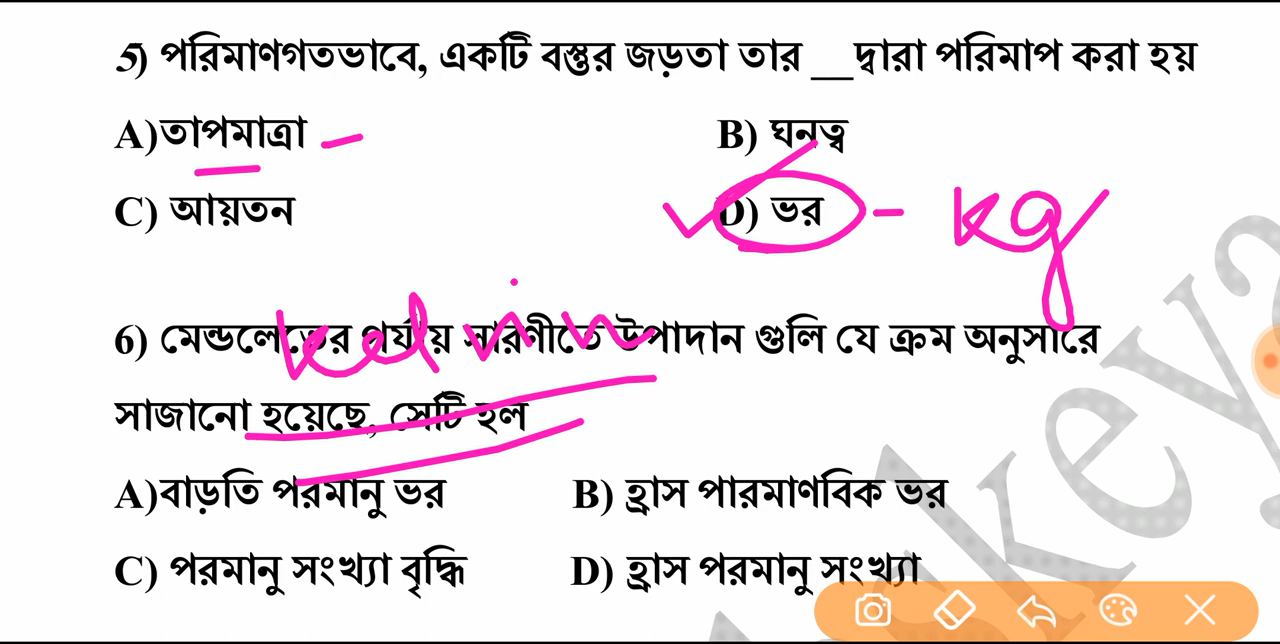 5) পরিমাণগতভাবে, একটি বস্তুর জড়তা তার __দ্বারা পরিমাপ করা হয়
A)তাপমাত্রা -
B) ঘনত্ব
C) আয়তন
D) ভর - kg
kelvin
6) মেন্ডলেভের পর্যায় সারণীতে উপাদান গুলি যে ক্রম অনুসারে
সাজানো হয়েছে, সেটি হল
A)বাড়তি পরমানু ভর
B) হ্রাস পারমাণবিক ভর
C) পরমানু সংখ্যা বৃদ্ধি
D) হ্রাস পরমানু সংখ্যা